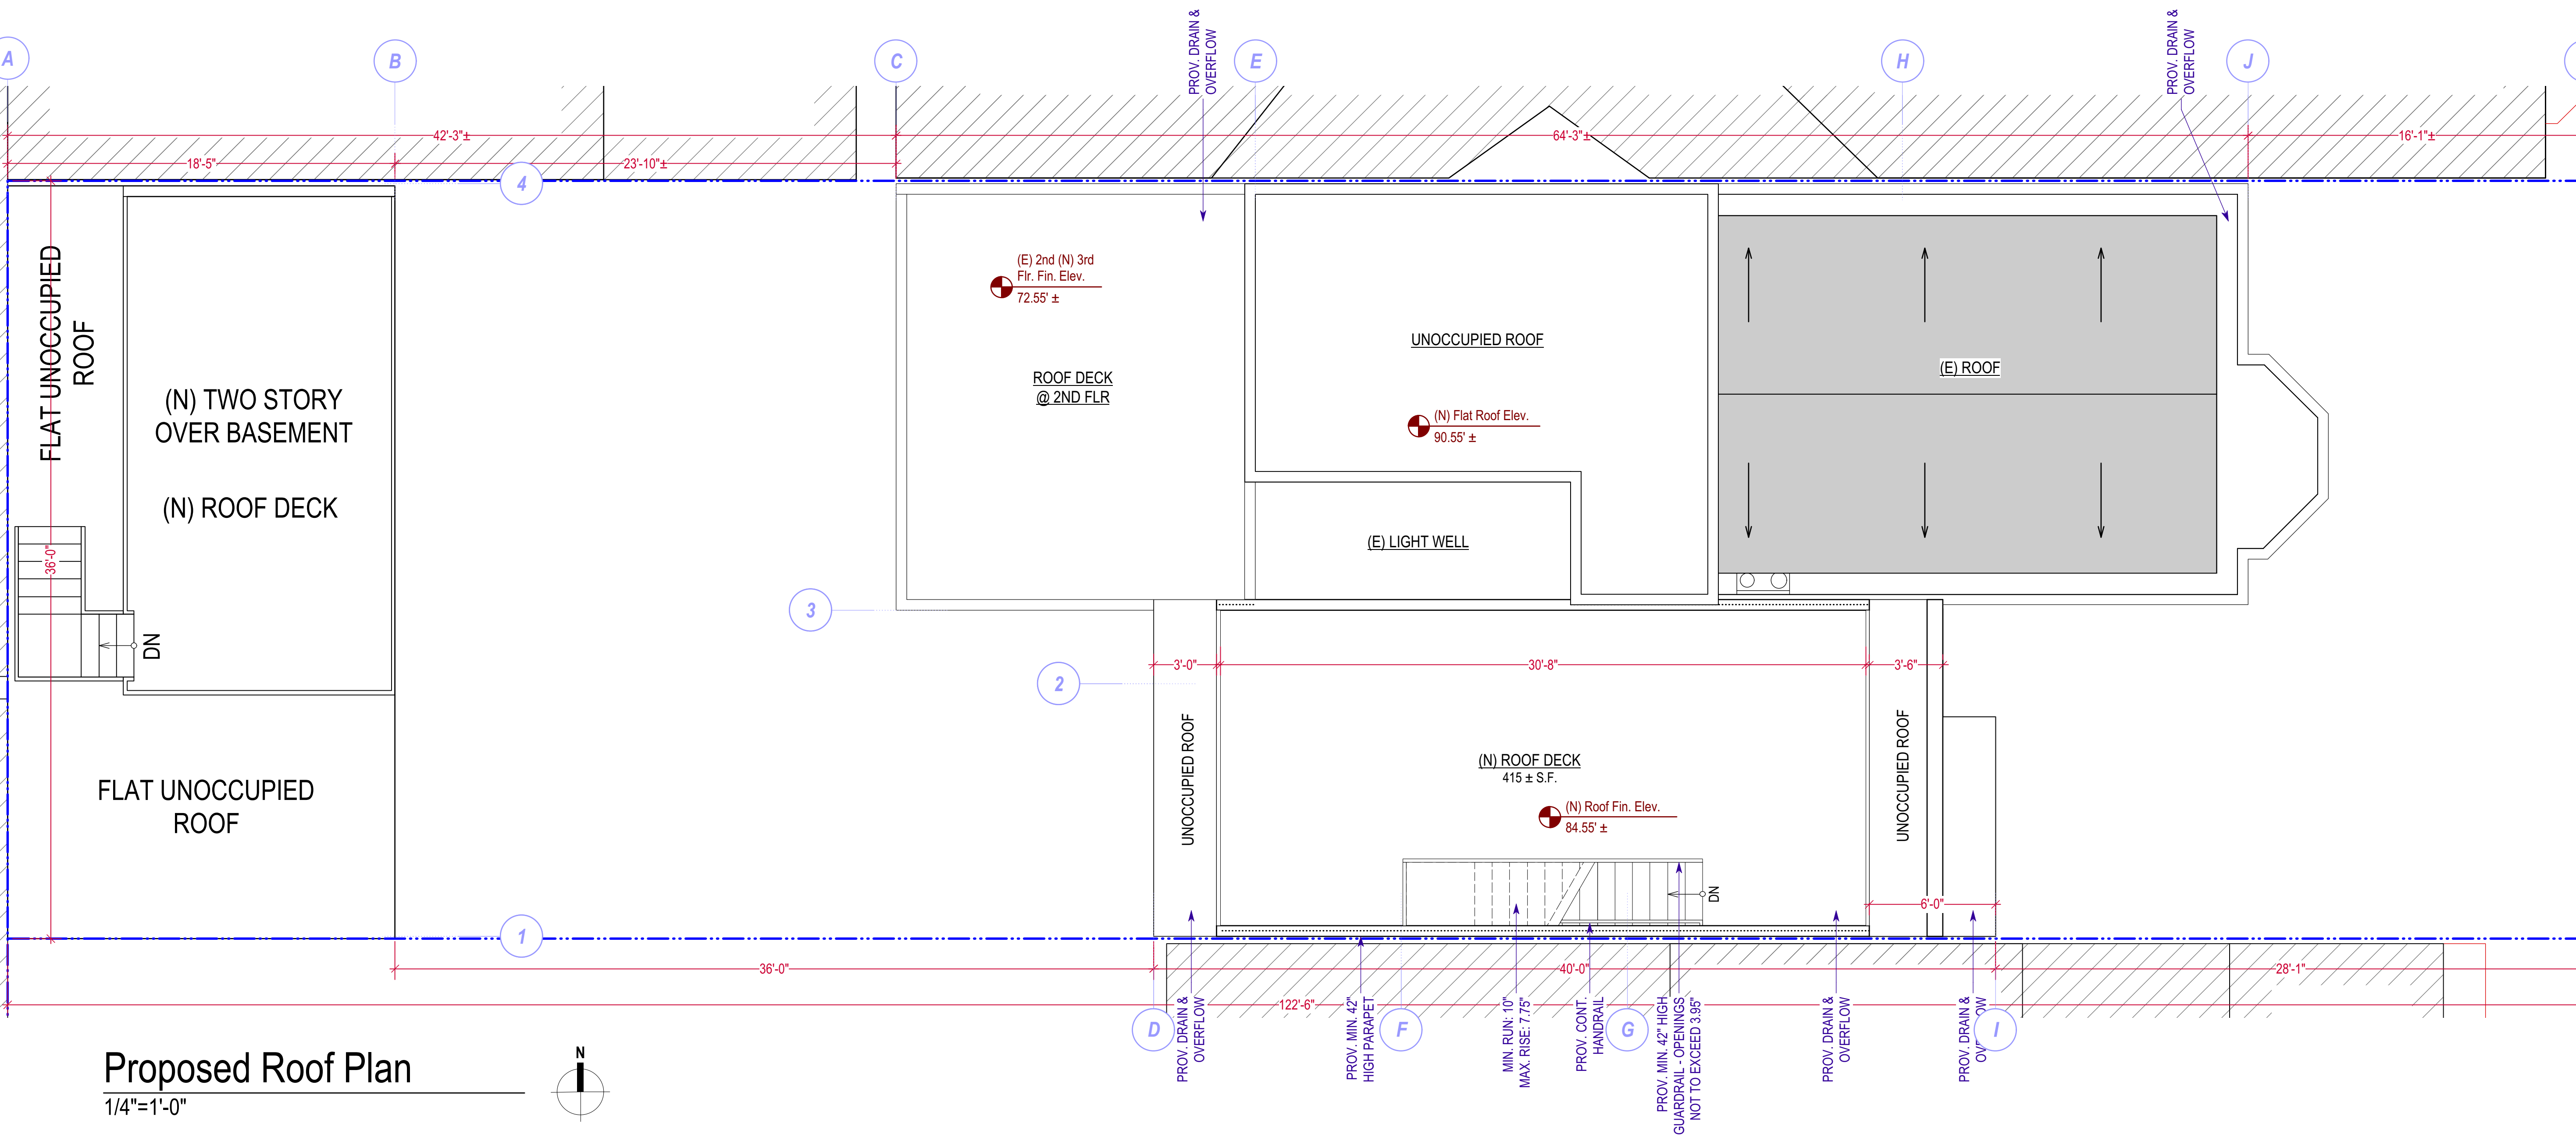 A
B
C
PROV. DRAIN &
OVERFLOW
E
H
PROV. DRAIN &
OVERFLOW
J
42'-3"±
64'-3"±
16'-1"±
18'-5"
23'-10"±
4
FLAT UNOCCUPIED
ROOF
36'-0"
(N) TWO STORY
OVER BASEMENT
(N) ROOF DECK
DN
FLAT UNOCCUPIED
ROOF
(E) 2nd (N) 3rd
Flr. Fin. Elev.
72.55' ±
ROOF DECK
@ 2ND FLR
UNOCCUPIED ROOF
(N) Flat Roof Elev.
90.55' ±
(E) LIGHT WELL
(E) ROOF
3
2
3'-0"
30'-8"
3'-6"
UNOCCUPIED ROOF
(N) ROOF DECK
415 ± S.F.
(N) Roof Fin. Elev.
84.55' ±
DN
UNOCCUPIED ROOF
6'-0"
1
36'-0"
40'-0"
28'-1"
122'-6"
D
PROV. DRAIN &
OVERFLOW
PROV. MIN. 42"
HIGH PARAPET
F
MIN. RUN: 10"
MAX. RISE: 7.75"
PROV. CONT.
HANDRAIL
G
PROV. MIN. 42" HIGH
GUARDRAIL - OPENINGS
NOT TO EXCEED 3.95"
PROV. DRAIN &
OVERFLOW
PROV. DRAIN &
I
Proposed Roof Plan
1/4"=1'-0"
N